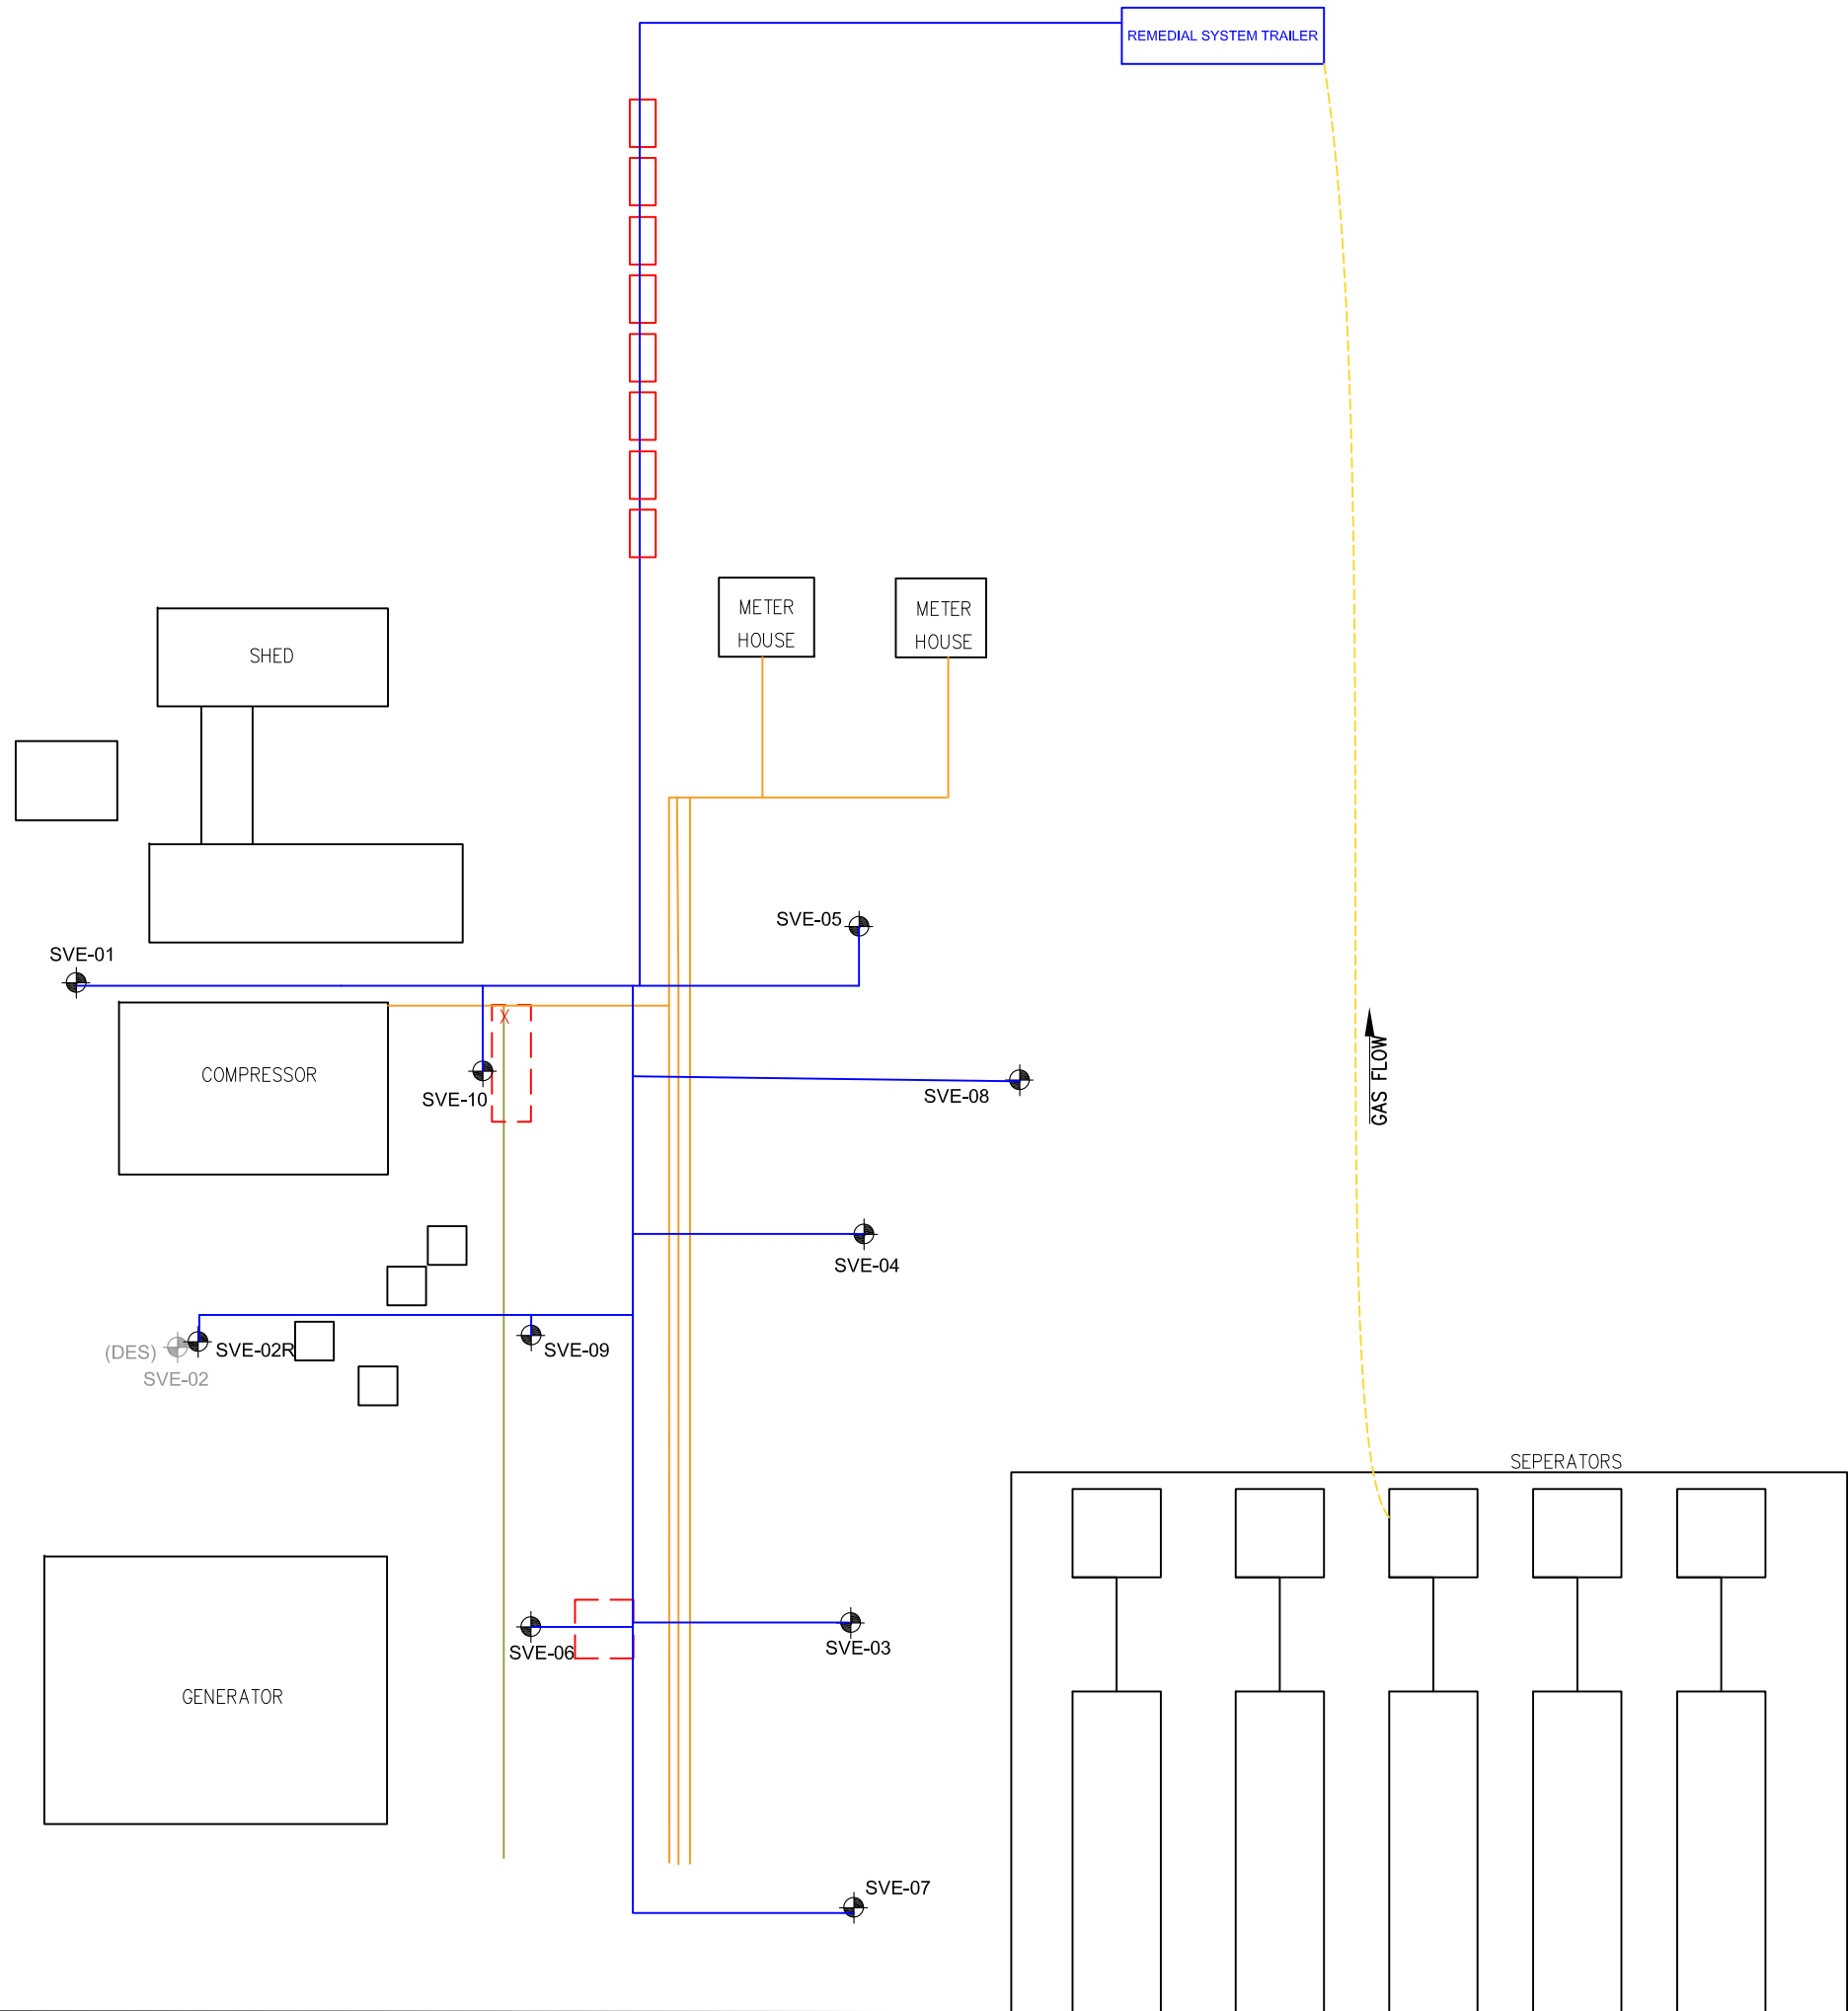 REMEDIAL SYSTEM TRAILER
METER
HOUSE
METER
HOUSE
SHED
SVE-05
SVE-01
COMPRESSOR
X
SVE-10
SVE-08
GAS FLOW
SVE-04
(DES)
SVE-02
SVE-02R
SVE-09
SEPERATORS
SVE-06
SVE-03
GENERATOR
SVE-07